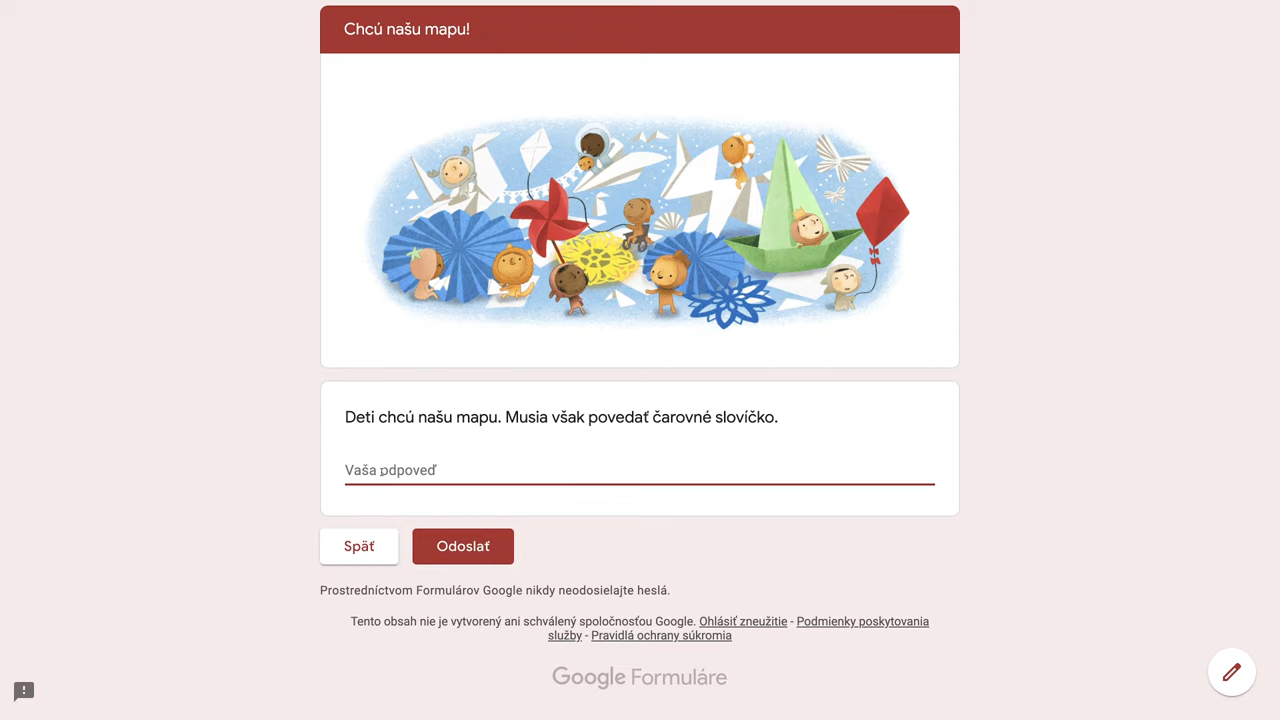 Chcú našu mapu!
Deti chcú našu mapu. Musia však povedať čarovné slovíčko.
Vaša odpoveď
Späť
Odoslať
Prostredníctvom Formulárov Google nikdy neodosielajte heslá.
Tento obsah nie je vytvorený ani schválený spoločnosťou Google. Ohlásiť zneužitie - Podmienky poskytovania
služby - Pravidlá ochrany súkromia
Google Formuláre